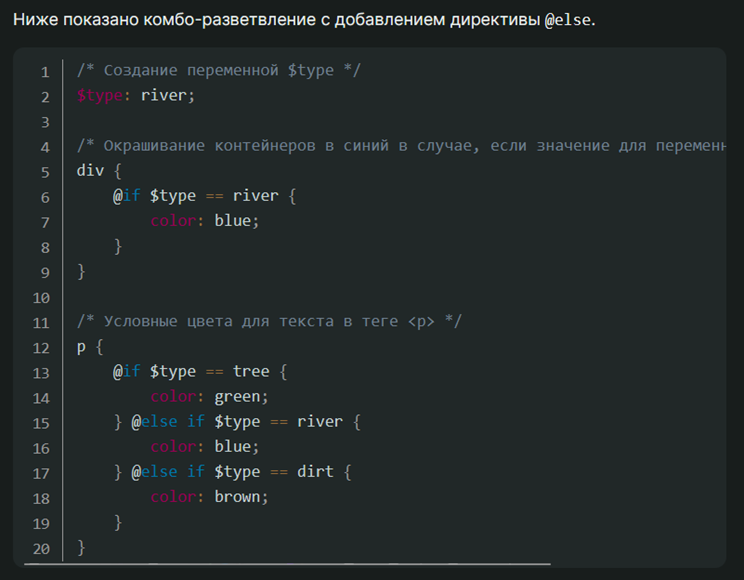 Ниже показано комбо-разветвление с добавлением директивы @else.
1 /* Создание переменной $type */
2 $type: river;
3
4 /* Окрашивание контейнеров в синий в случае, если значение для переменн
5 div {
6     @if $type == river {
7         color: blue;
8     }
9 }
10
11 /* Условные цвета для текста в теге <p> */
12 p {
13     @if $type == tree {
14         color: green;
15     } @else if $type == river {
16         color: blue;
17     } @else if $type == dirt {
18         color: brown;
19     }
20 }